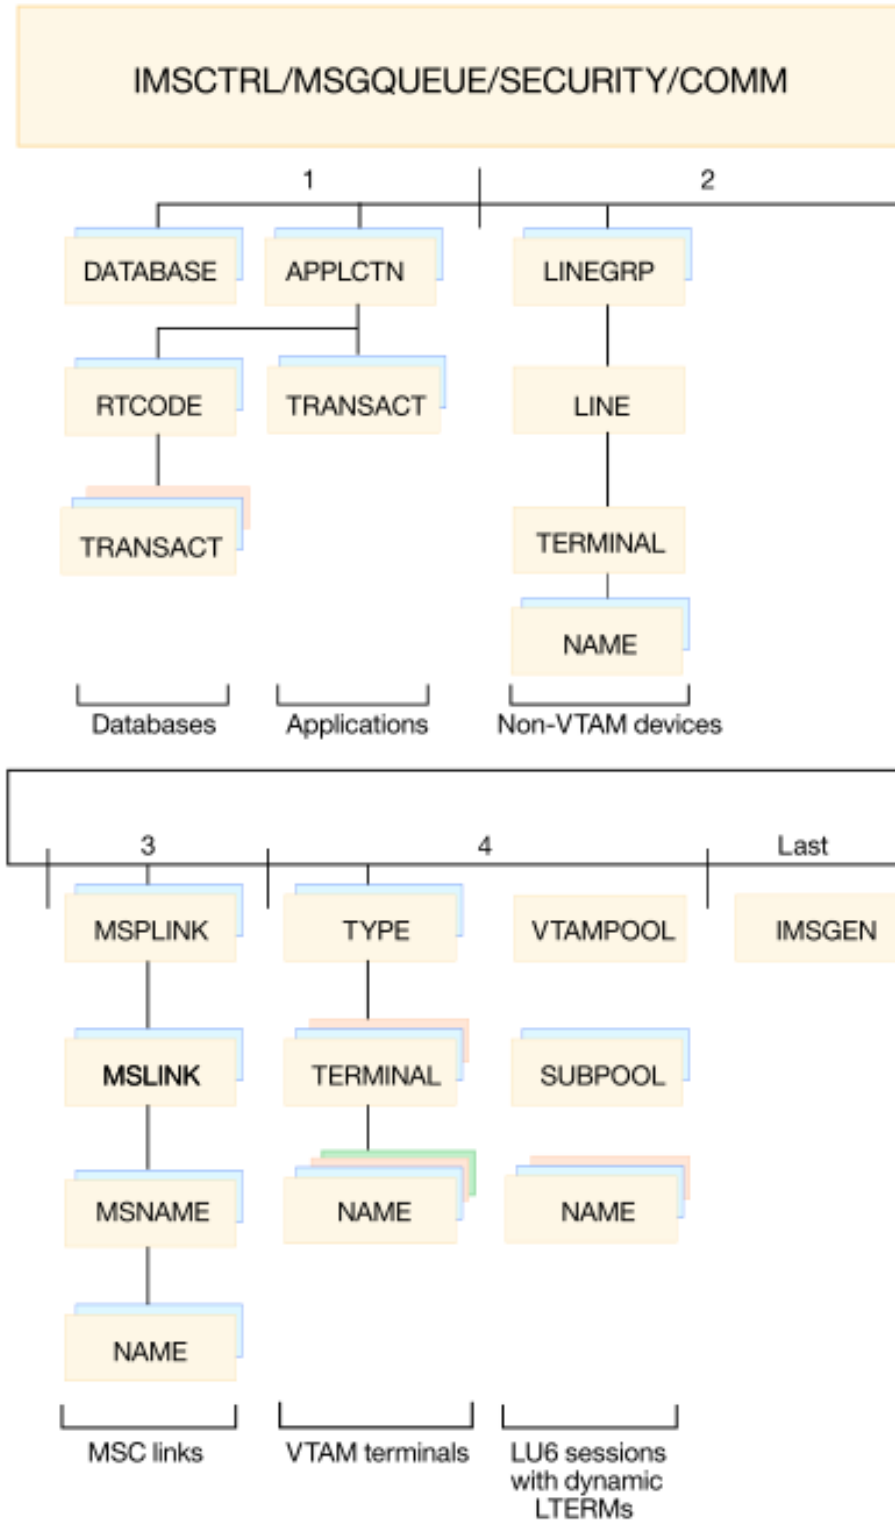 IMSCTRL/MSGQUEUE/SECURITY/COMM
1 2
DATABASE APPLCTN LINEGRP
RTCODE TRANSACT LINE
TRANSACT TERMINAL
NAME
Databases Applications Non-VTAM devices
3 4 Last
MSPLINK TYPE VTAMPOOL IMSGEN
MSLINK TERMINAL SUBPOOL
MSNAME NAME NAME
NAME
MSC links VTAM terminals LU6 sessions
with dynamic
LTERMs